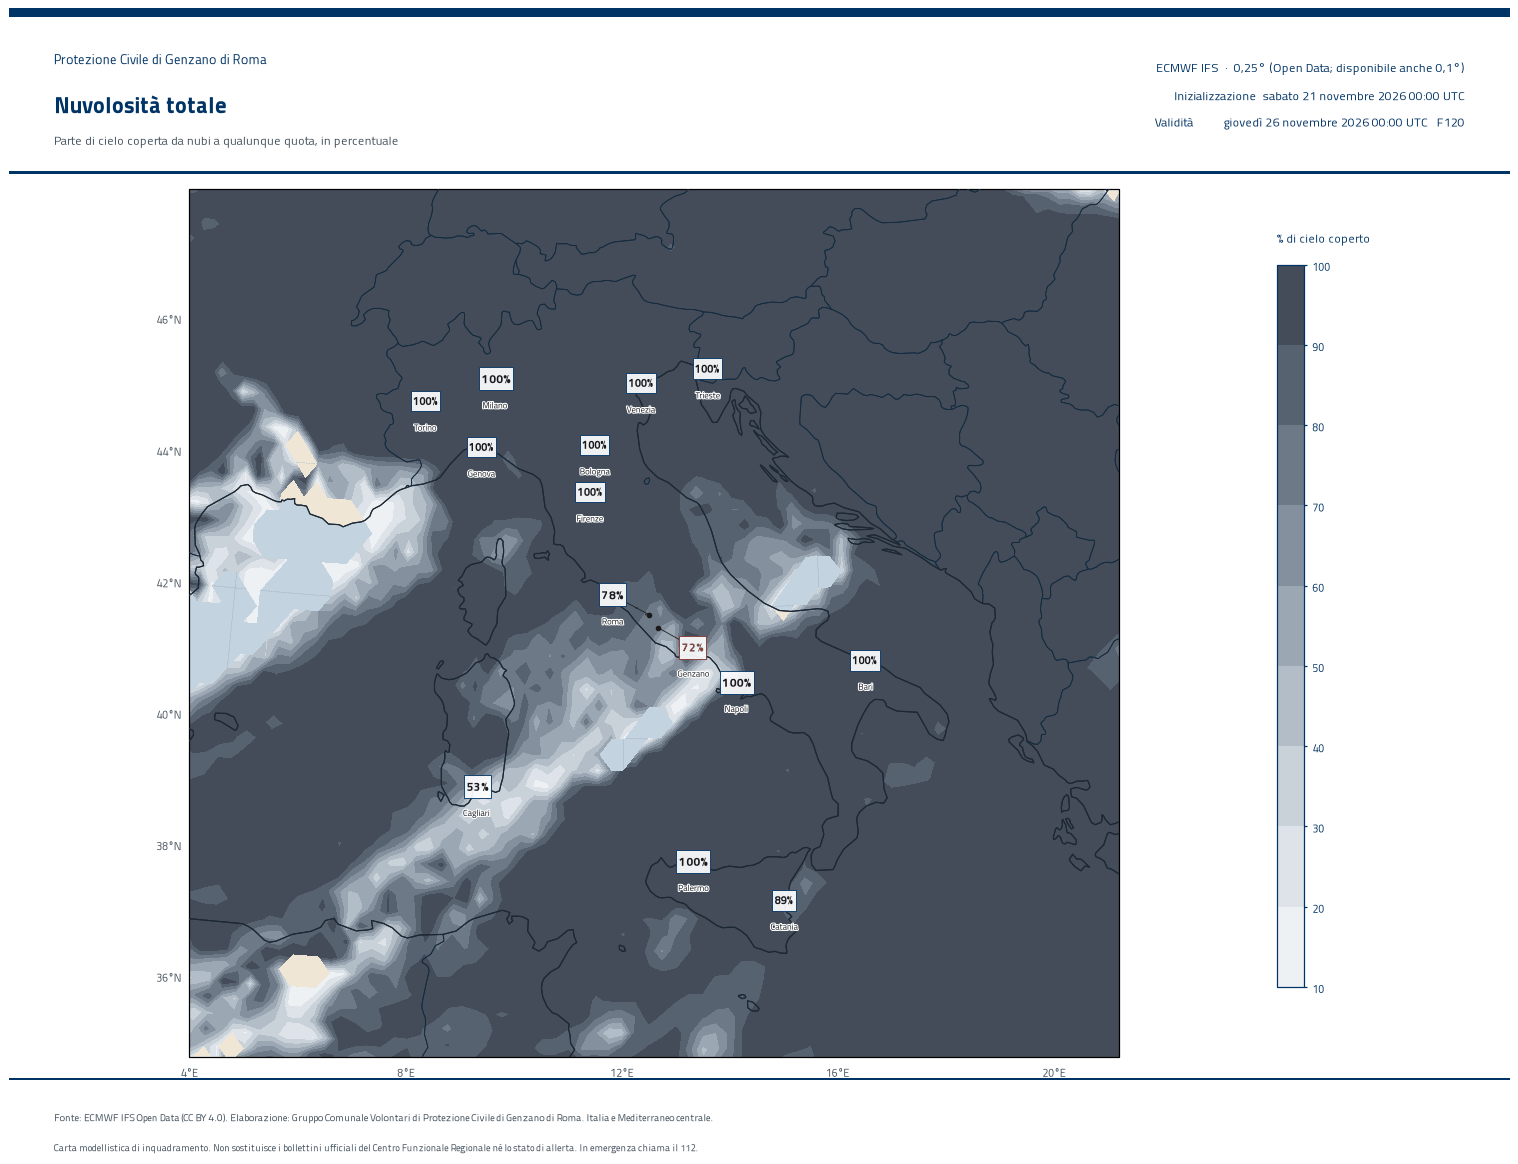 Protezione Civile di Genzano di Roma
Nuvolosità totale
Parte di cielo coperta da nubi a qualunque quota, in percentuale
ECMWF IFS · 0,25° (Open Data; disponibile anche 0,1°)
Inizializzazione sabato 21 novembre 2026 00:00 UTC
Validità giovedì 26 novembre 2026 00:00 UTC F120
% di cielo coperto
100
90
80
70
60
50
40
30
20
10
46°N
44°N
42°N
40°N
38°N
36°N
4°E
8°E
12°E
16°E
20°E
100%
Trieste
100%
Milano
100%
Venezia
100%
Torino
100%
Genova
100%
Bologna
100%
Firenze
78%
Roma
72%
Genzano
100%
Bari
100%
Napoli
53%
Cagliari
100%
Palermo
89%
Catania
Fonte: ECMWF IFS Open Data (CC BY 4.0). Elaborazione: Gruppo Comunale Volontari di Protezione Civile di Genzano di Roma. Italia e Mediterraneo centrale.
Carta modellistica di inquadramento. Non sostituisce i bollettini ufficiali del Centro Funzionale Regionale né lo stato di allerta. In emergenza chiama il 112.